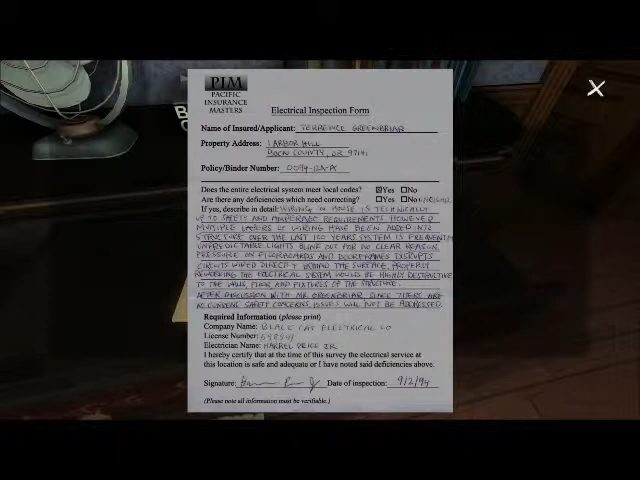 PIM
PACIFIC
INSURANCE
MASTERS
Electrical Inspection Form
Name of Insured/Applicant: TERRENCE GREENBRIAR
Property Address: 1 ARBOR HILL
BOON COUNTY, OR
Policy/Binder Number:
Does the entire electrical system meet local codes? ☒Yes ☐No
Are there any deficiencies which need correcting? ☐Yes ☐No
If yes, describe in detail: WIRING IN HOUSE IS TECHNICALLY
UP TO SAFETY AND AMPERAGE REQUIREMENTS. HOWEVER
MULTIPLE LAYERS OF WIRING HAVE BEEN ADDED INTO
STRUCTURE OVER THE LAST 100 YEARS. SYSTEM IS FREQUENTLY
UNPREDICTABLE. LIGHTS BLINK OUT FOR NO CLEAR REASON.
PRESSURE ON FLOORBOARDS AND DOORFRAMES DISRUPTS
CIRCUITS WIRED DIRECTLY BEHIND THE SURFACE. PROPERLY
REWORKING THE ELECTRICAL SYSTEM WOULD BE HIGHLY DESTRUCTIVE
TO THE WALLS, FLOOR, AND FIXTURES OF THE STRUCTURE.
AFTER DISCUSSION WITH MR GREENBRIAR, SINCE THERE ARE
NO CURRENT SAFETY CONCERNS, ISSUES WILL NOT BE ADDRESSED.
Required Information (please print)
Company Name: BLACK CAT ELECTRICAL CO
License Number:
Electrician Name: HARREL PRICE JR.
I hereby certify that at the time of this survey the electrical service at
this location is safe and adequate or I have noted said deficiencies above.
Signature: Date of inspection: 9/2/94
(Please note all information must be verifiable.)